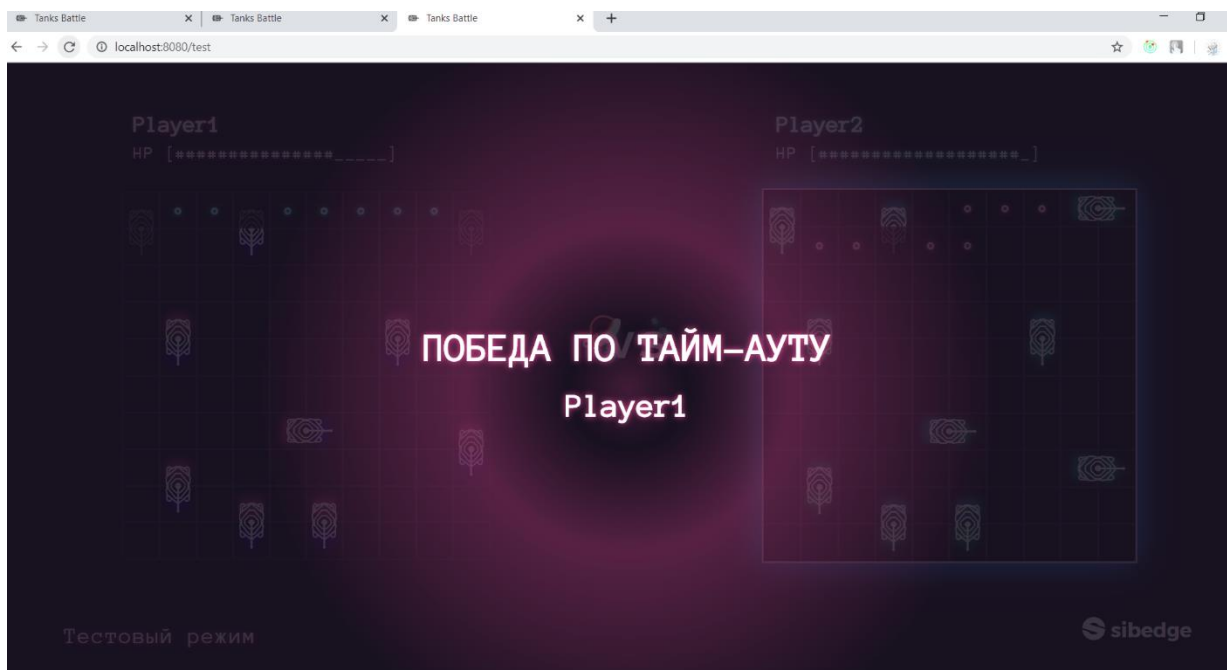 Tanks Battle
Tanks Battle
Tanks Battle
localhost:8080/test
Player1
HP [###############_____]
Player2
HP [###################_]
ПОБЕДА ПО ТАЙМ-АУТУ
Player1
Тестовый режим
sibedge